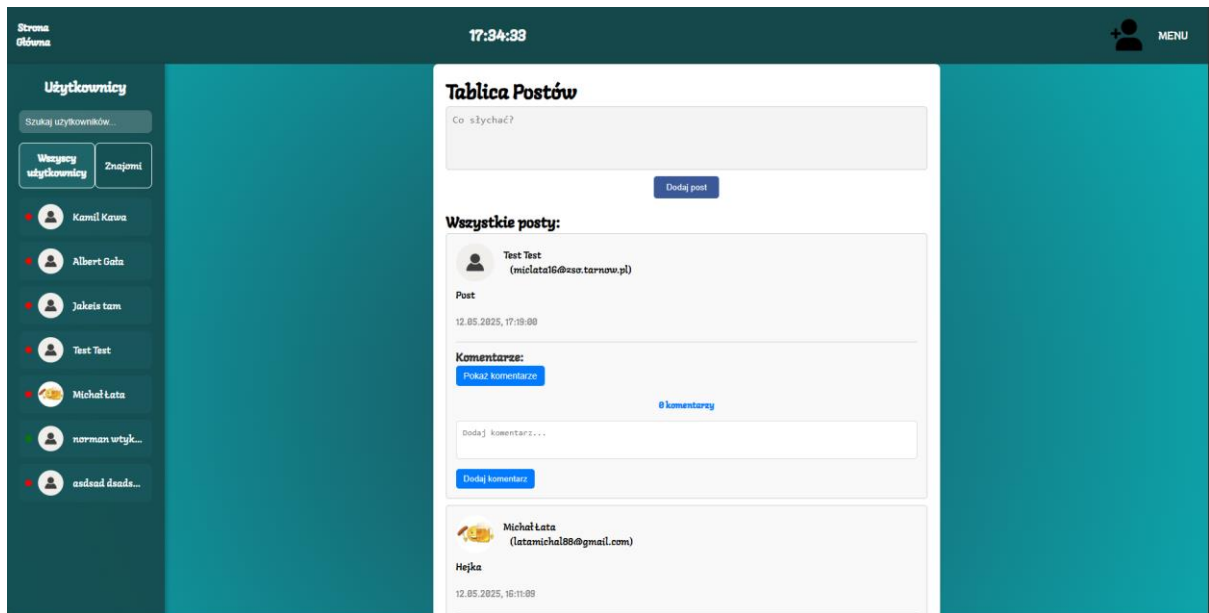 Strona
Główna
17:34:33
MENU
Użytkownicy
Szukaj użytkowników...
Wszyscy
użytkownicy
Znajomi
Kamil Kawa
Albert Gała
Jakeis tam
Test Test
Michał Łata
norman wtyk...
asdsad dsads...
Tablica Postów
Co słychać?
Dodaj post
Wszystkie posty:
Test Test
(miclata16@zso.tarnow.pl)
Post
12.05.2025, 17:19:00
Komentarze:
Pokaż komentarze
0 komentarzy
Dodaj komentarz...
Dodaj komentarz
Michał Łata
(latamichal88@gmail.com)
Hejka
12.05.2025, 16:11:09